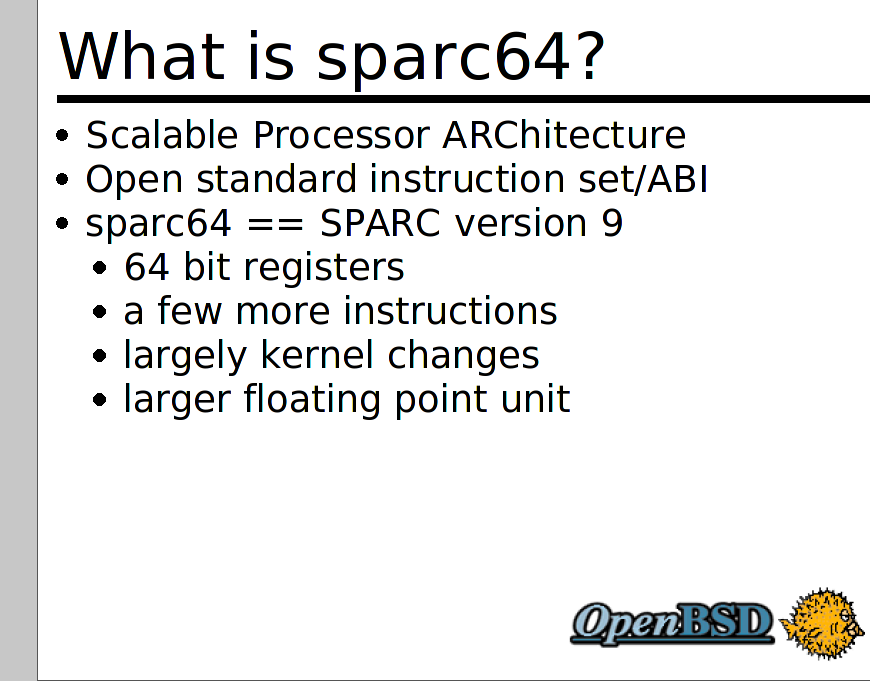 What is sparc64?
Scalable Processor ARChitecture
Open standard instruction set/ABI
sparc64 == SPARC version 9
64 bit registers
a few more instructions
largely kernel changes
larger floating point unit
OpenBSD